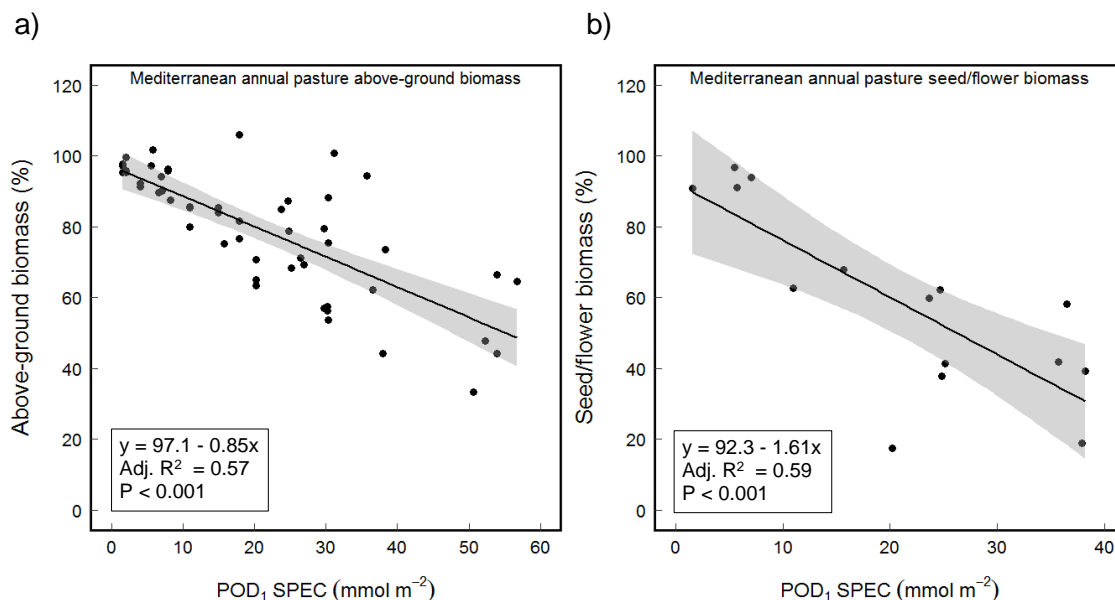 a)
Mediterranean annual pasture above-ground biomass
Above-ground biomass (%)
120
100
80
60
40
20
0
y = 97.1 - 0.85x
Adj. R² = 0.57
P < 0.001
0 10 20 30 40 50 60
POD₁ SPEC (mmol m⁻²)
b)
Mediterranean annual pasture seed/flower biomass
Seed/flower biomass (%)
120
100
80
60
40
20
0
y = 92.3 - 1.61x
Adj. R² = 0.59
P < 0.001
0 10 20 30 40
POD₁ SPEC (mmol m⁻²)